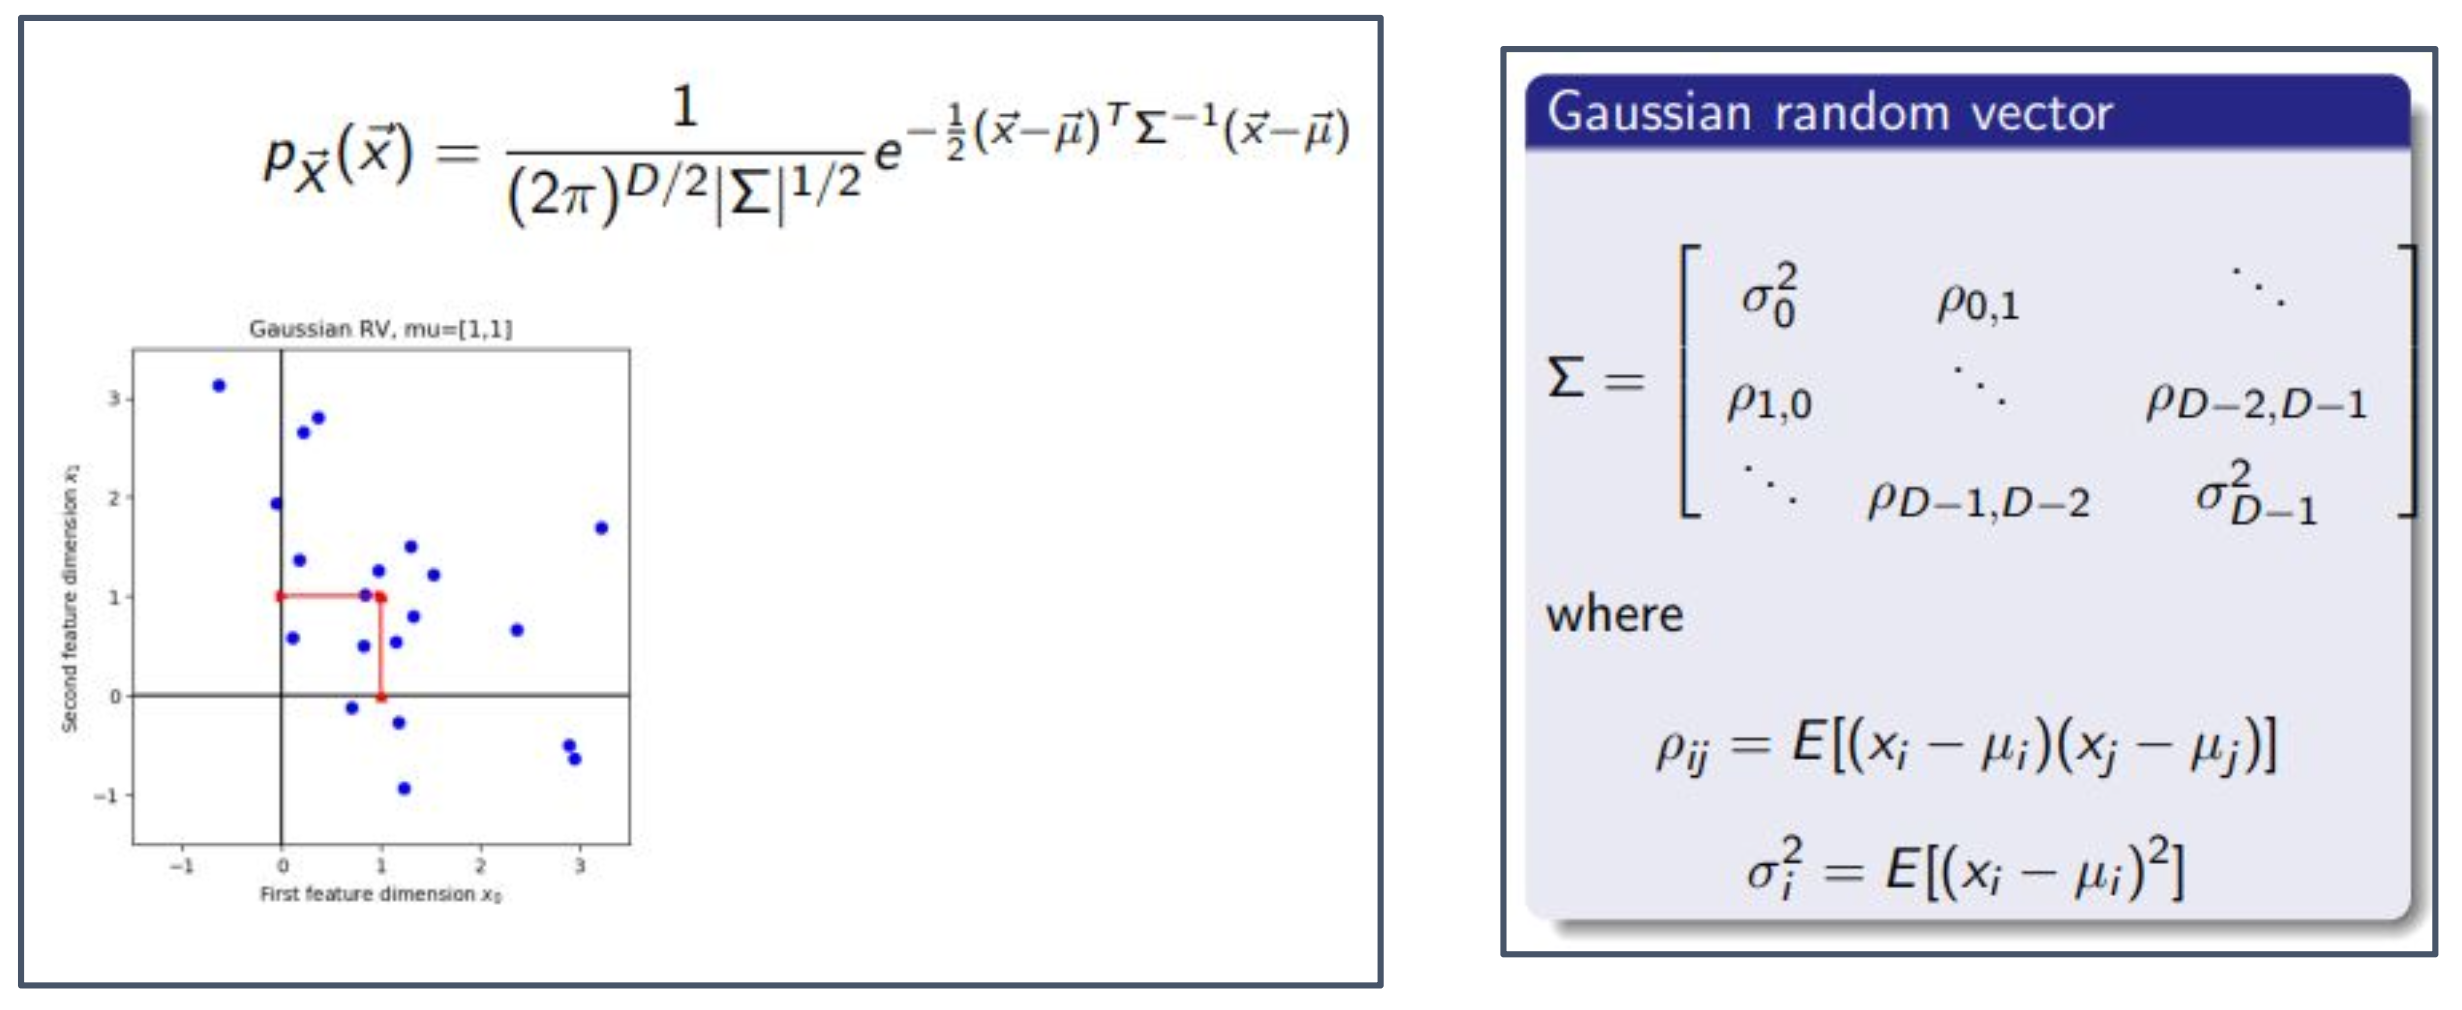 p_{\vec{X}}(\vec{x}) = \frac{1}{(2\pi)^{D/2}|\Sigma|^{1/2}} e^{-\frac{1}{2}(\vec{x}-\vec{\mu})^T \Sigma^{-1}(\vec{x}-\vec{\mu})}
Gaussian RV, mu=[1,1]
Second feature dimension x₁
3
2
1
0
−1
−1 0 1 2 3
First feature dimension x₀
Gaussian random vector
Σ = \begin{bmatrix} \sigma_0^2 & \rho_{0,1} & \ddots \\ \rho_{1,0} & \ddots & \rho_{D-2,D-1} \\ \ddots & \rho_{D-1,D-2} & \sigma_{D-1}^2 \end{bmatrix}
where
\rho_{ij} = E[(x_i − \mu_i)(x_j − \mu_j)]
\sigma_i^2 = E[(x_i − \mu_i)^2]